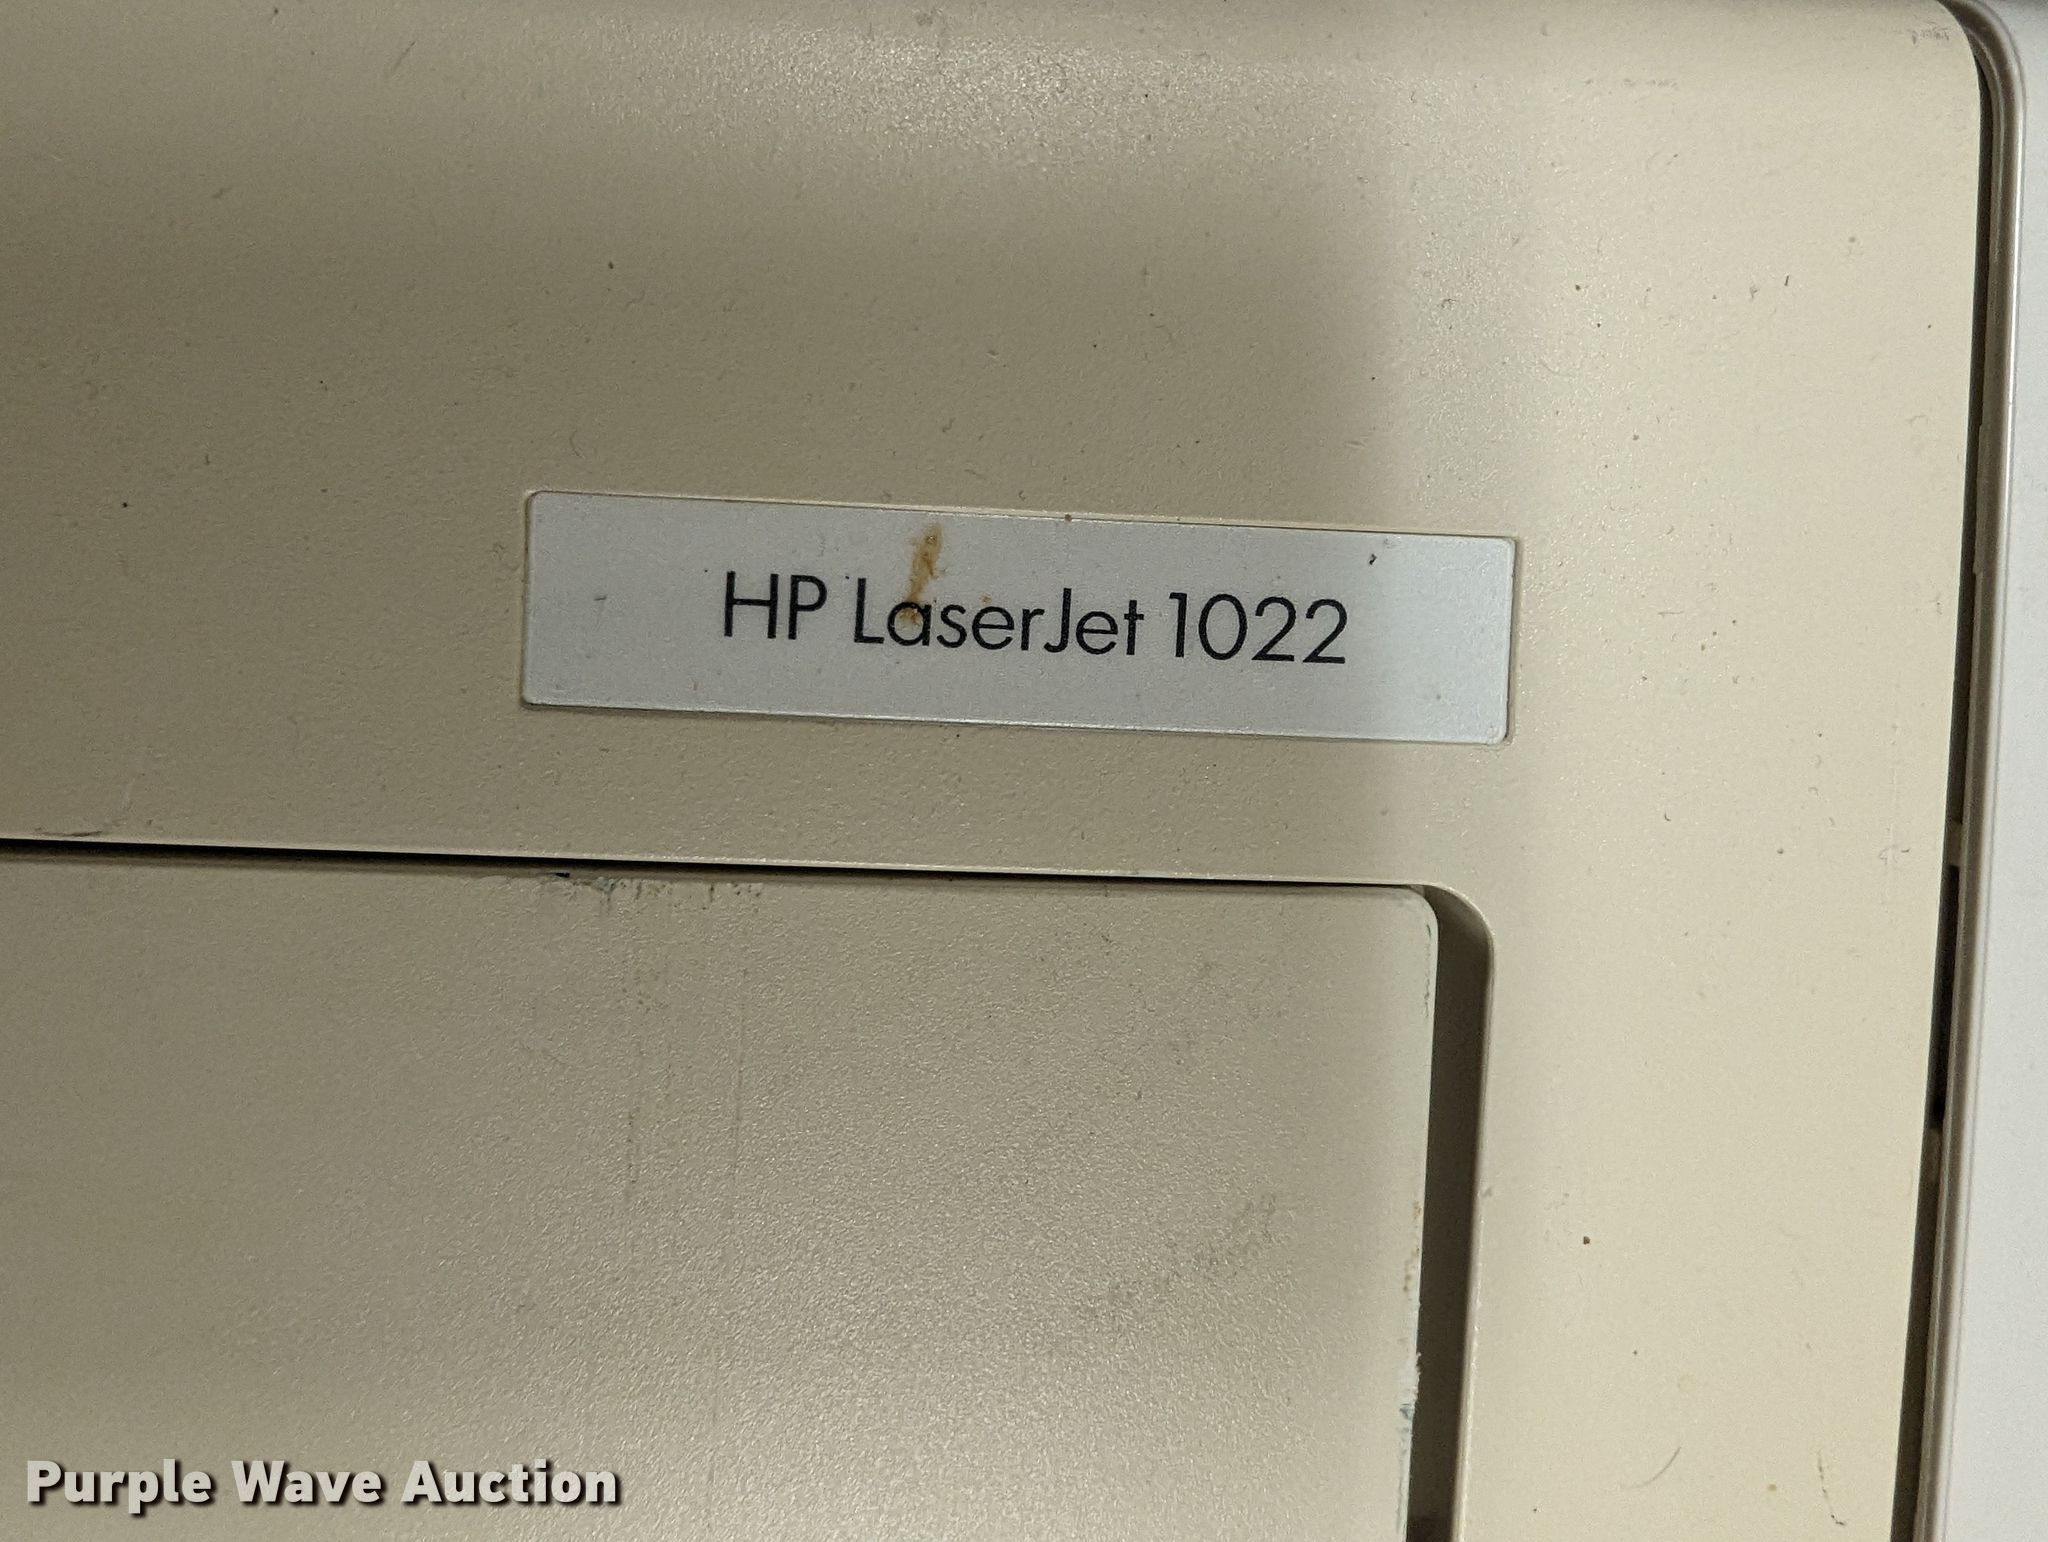 HP LaserJet 1022
Purple Wave Auction